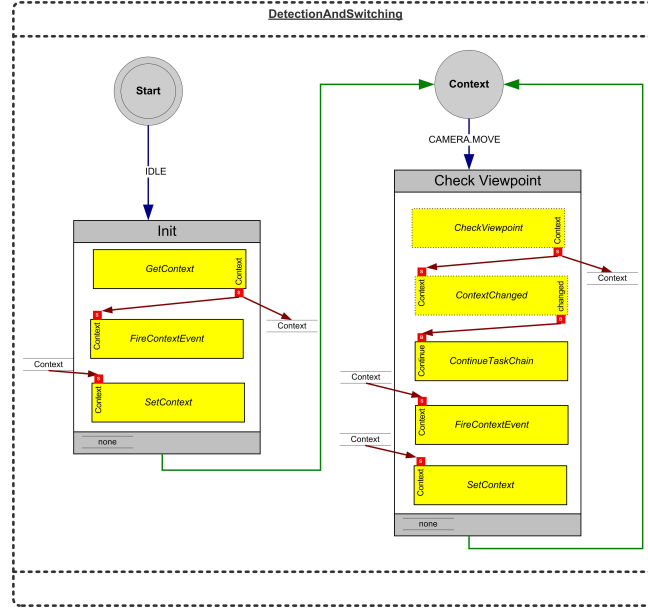 DetectionAndSwitching
Start
Context
IDLE
CAMERA.MOVE
Init
Check Viewpoint
GetContext
Context
S
Context
S
Context
FireContextEvent
Context
S
Context
SetContext
none
CheckViewpoint
Context
S
Context
S
Context
ContextChanged
changed
S
S
Continue
ContinueTaskChain
Context
S
Context
FireContextEvent
Context
S
Context
SetContext
none